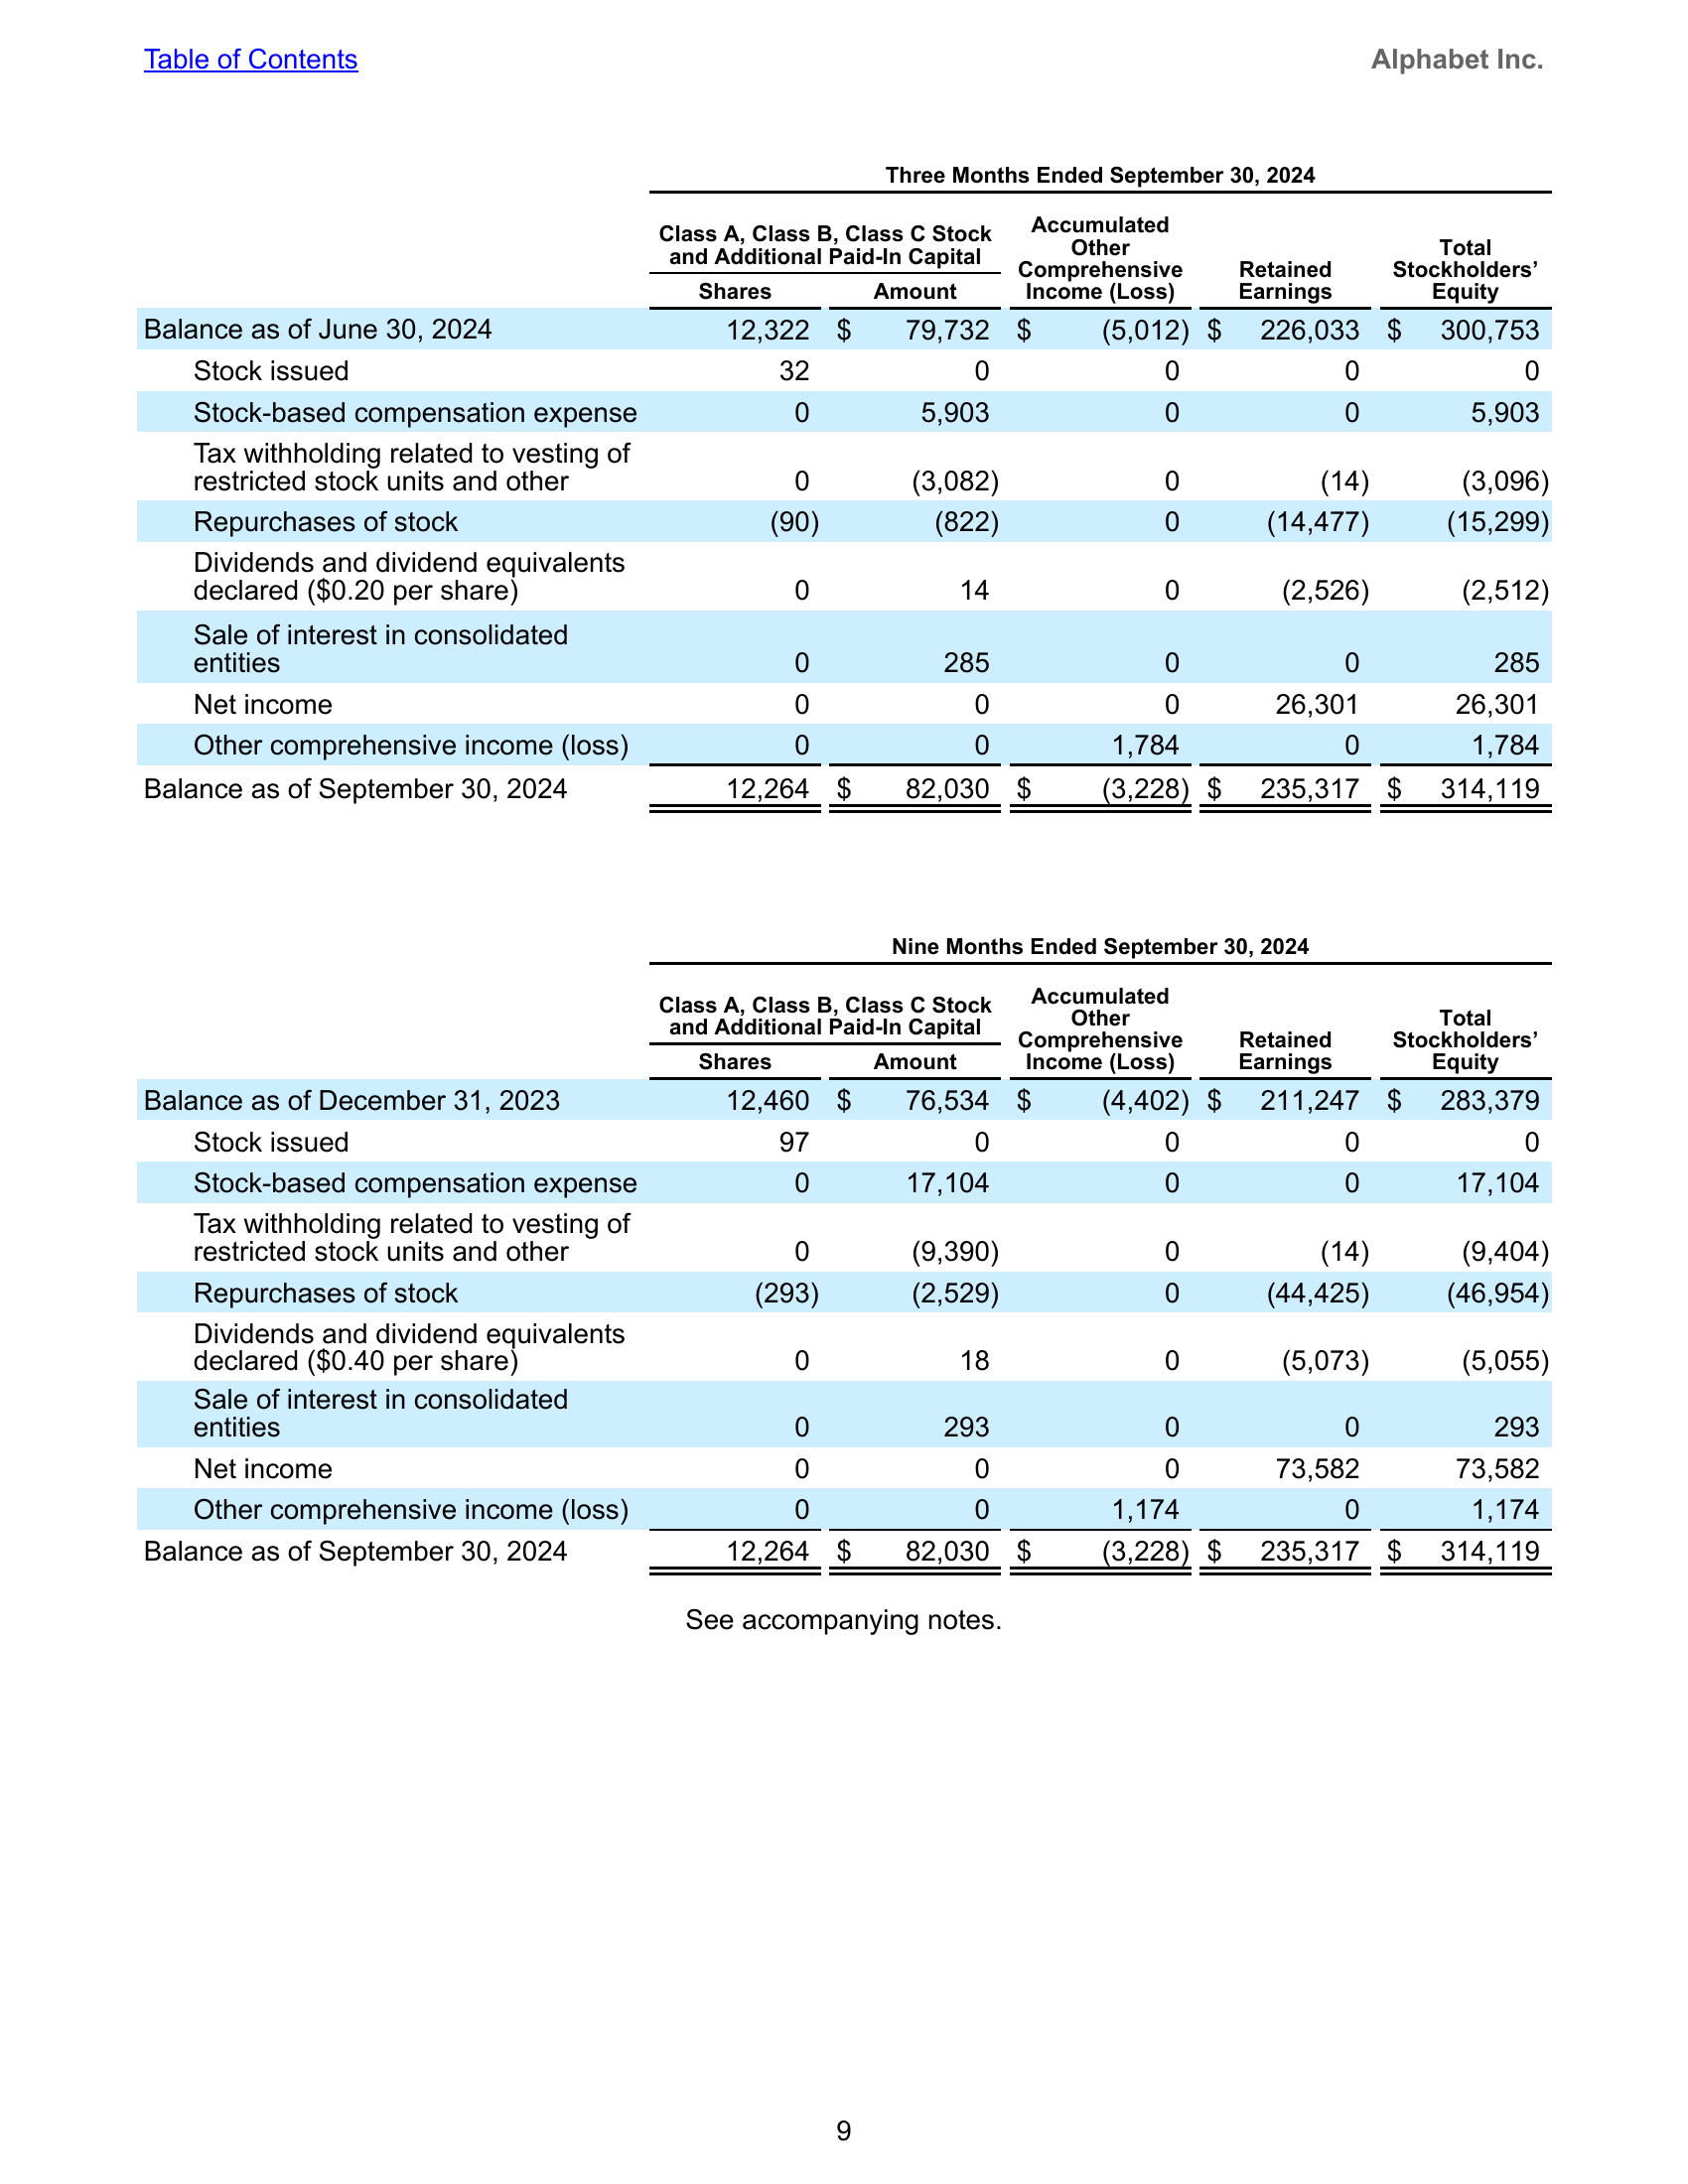 Table of Contents Alphabet Inc.
Three Months Ended September 30, 2024
Class A, Class B, Class C Stock and Additional Paid-In Capital Accumulated Other Comprehensive Income (Loss) Retained Earnings Total Stockholders’ Equity
Shares Amount
Balance as of June 30, 2024 12,322 $ 79,732 $ (5,012) $ 226,033 $ 300,753
Stock issued 32 0 0 0 0
Stock-based compensation expense 0 5,903 0 0 5,903
Tax withholding related to vesting of
restricted stock units and other 0 (3,082) 0 (14) (3,096)
Repurchases of stock (90) (822) 0 (14,477) (15,299)
Dividends and dividend equivalents
declared ($0.20 per share) 0 14 0 (2,526) (2,512)
Sale of interest in consolidated
entities 0 285 0 0 285
Net income 0 0 0 26,301 26,301
Other comprehensive income (loss) 0 0 1,784 0 1,784
Balance as of September 30, 2024 12,264 $ 82,030 $ (3,228) $ 235,317 $ 314,119
Nine Months Ended September 30, 2024
Class A, Class B, Class C Stock and Additional Paid-In Capital Accumulated Other Comprehensive Income (Loss) Retained Earnings Total Stockholders’ Equity
Shares Amount
Balance as of December 31, 2023 12,460 $ 76,534 $ (4,402) $ 211,247 $ 283,379
Stock issued 97 0 0 0 0
Stock-based compensation expense 0 17,104 0 0 17,104
Tax withholding related to vesting of
restricted stock units and other 0 (9,390) 0 (14) (9,404)
Repurchases of stock (293) (2,529) 0 (44,425) (46,954)
Dividends and dividend equivalents
declared ($0.40 per share) 0 18 0 (5,073) (5,055)
Sale of interest in consolidated
entities 0 293 0 0 293
Net income 0 0 0 73,582 73,582
Other comprehensive income (loss) 0 0 1,174 0 1,174
Balance as of September 30, 2024 12,264 $ 82,030 $ (3,228) $ 235,317 $ 314,119
See accompanying notes.
9